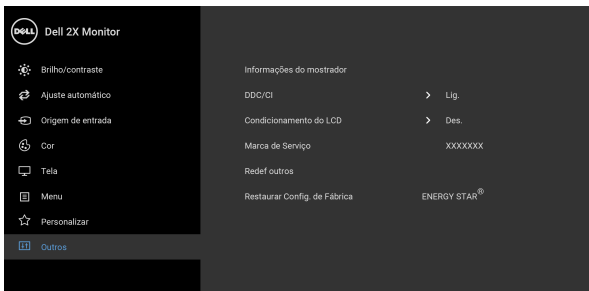 DELL Dell 2X Monitor
Brilho/contraste
Ajuste automático
Origem de entrada
Cor
Tela
Menu
Personalizar
Outros
Informações do mostrador
DDC/CI > Lig.
Condicionamento do LCD > Des.
Marca de Serviço XXXXXXX
Redef outros
Restaurar Config. de Fábrica ENERGY STAR®